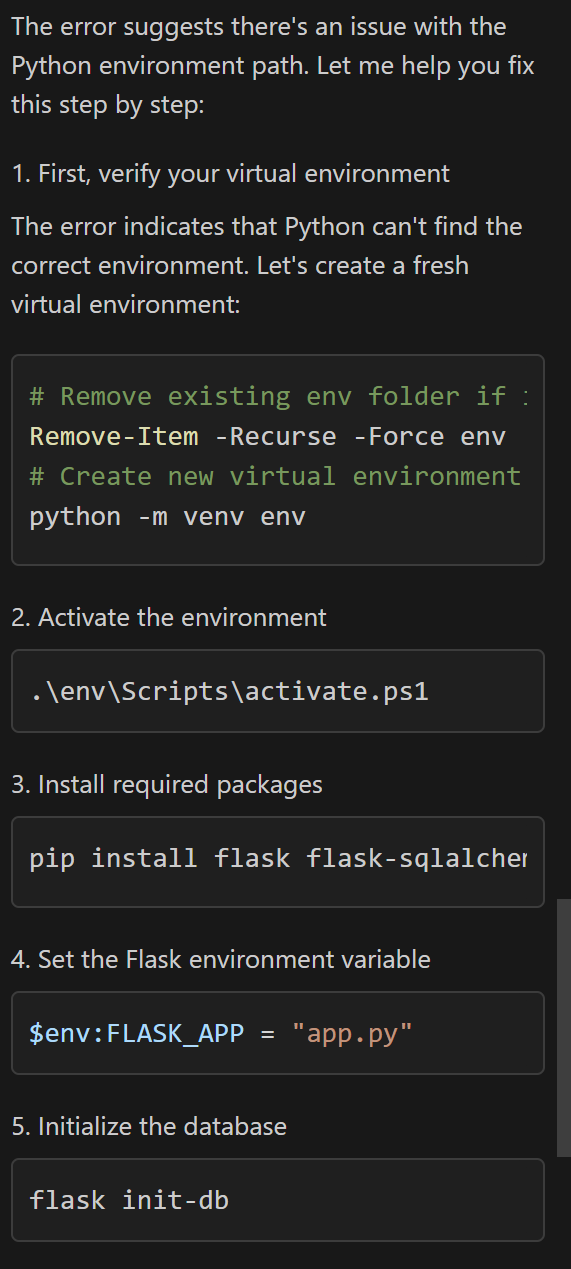 The error suggests there's an issue with the
Python environment path. Let me help you fix
this step by step:
1. First, verify your virtual environment
The error indicates that Python can't find the
correct environment. Let's create a fresh
virtual environment:
# Remove existing env folder if
Remove-Item -Recurse -Force env
# Create new virtual environment
python -m venv env
2. Activate the environment
.\env\Scripts\activate.ps1
3. Install required packages
pip install flask
4. Set the Flask environment variable
$env:FLASK_APP = "app.py"
5. Initialize the database
flask init-db